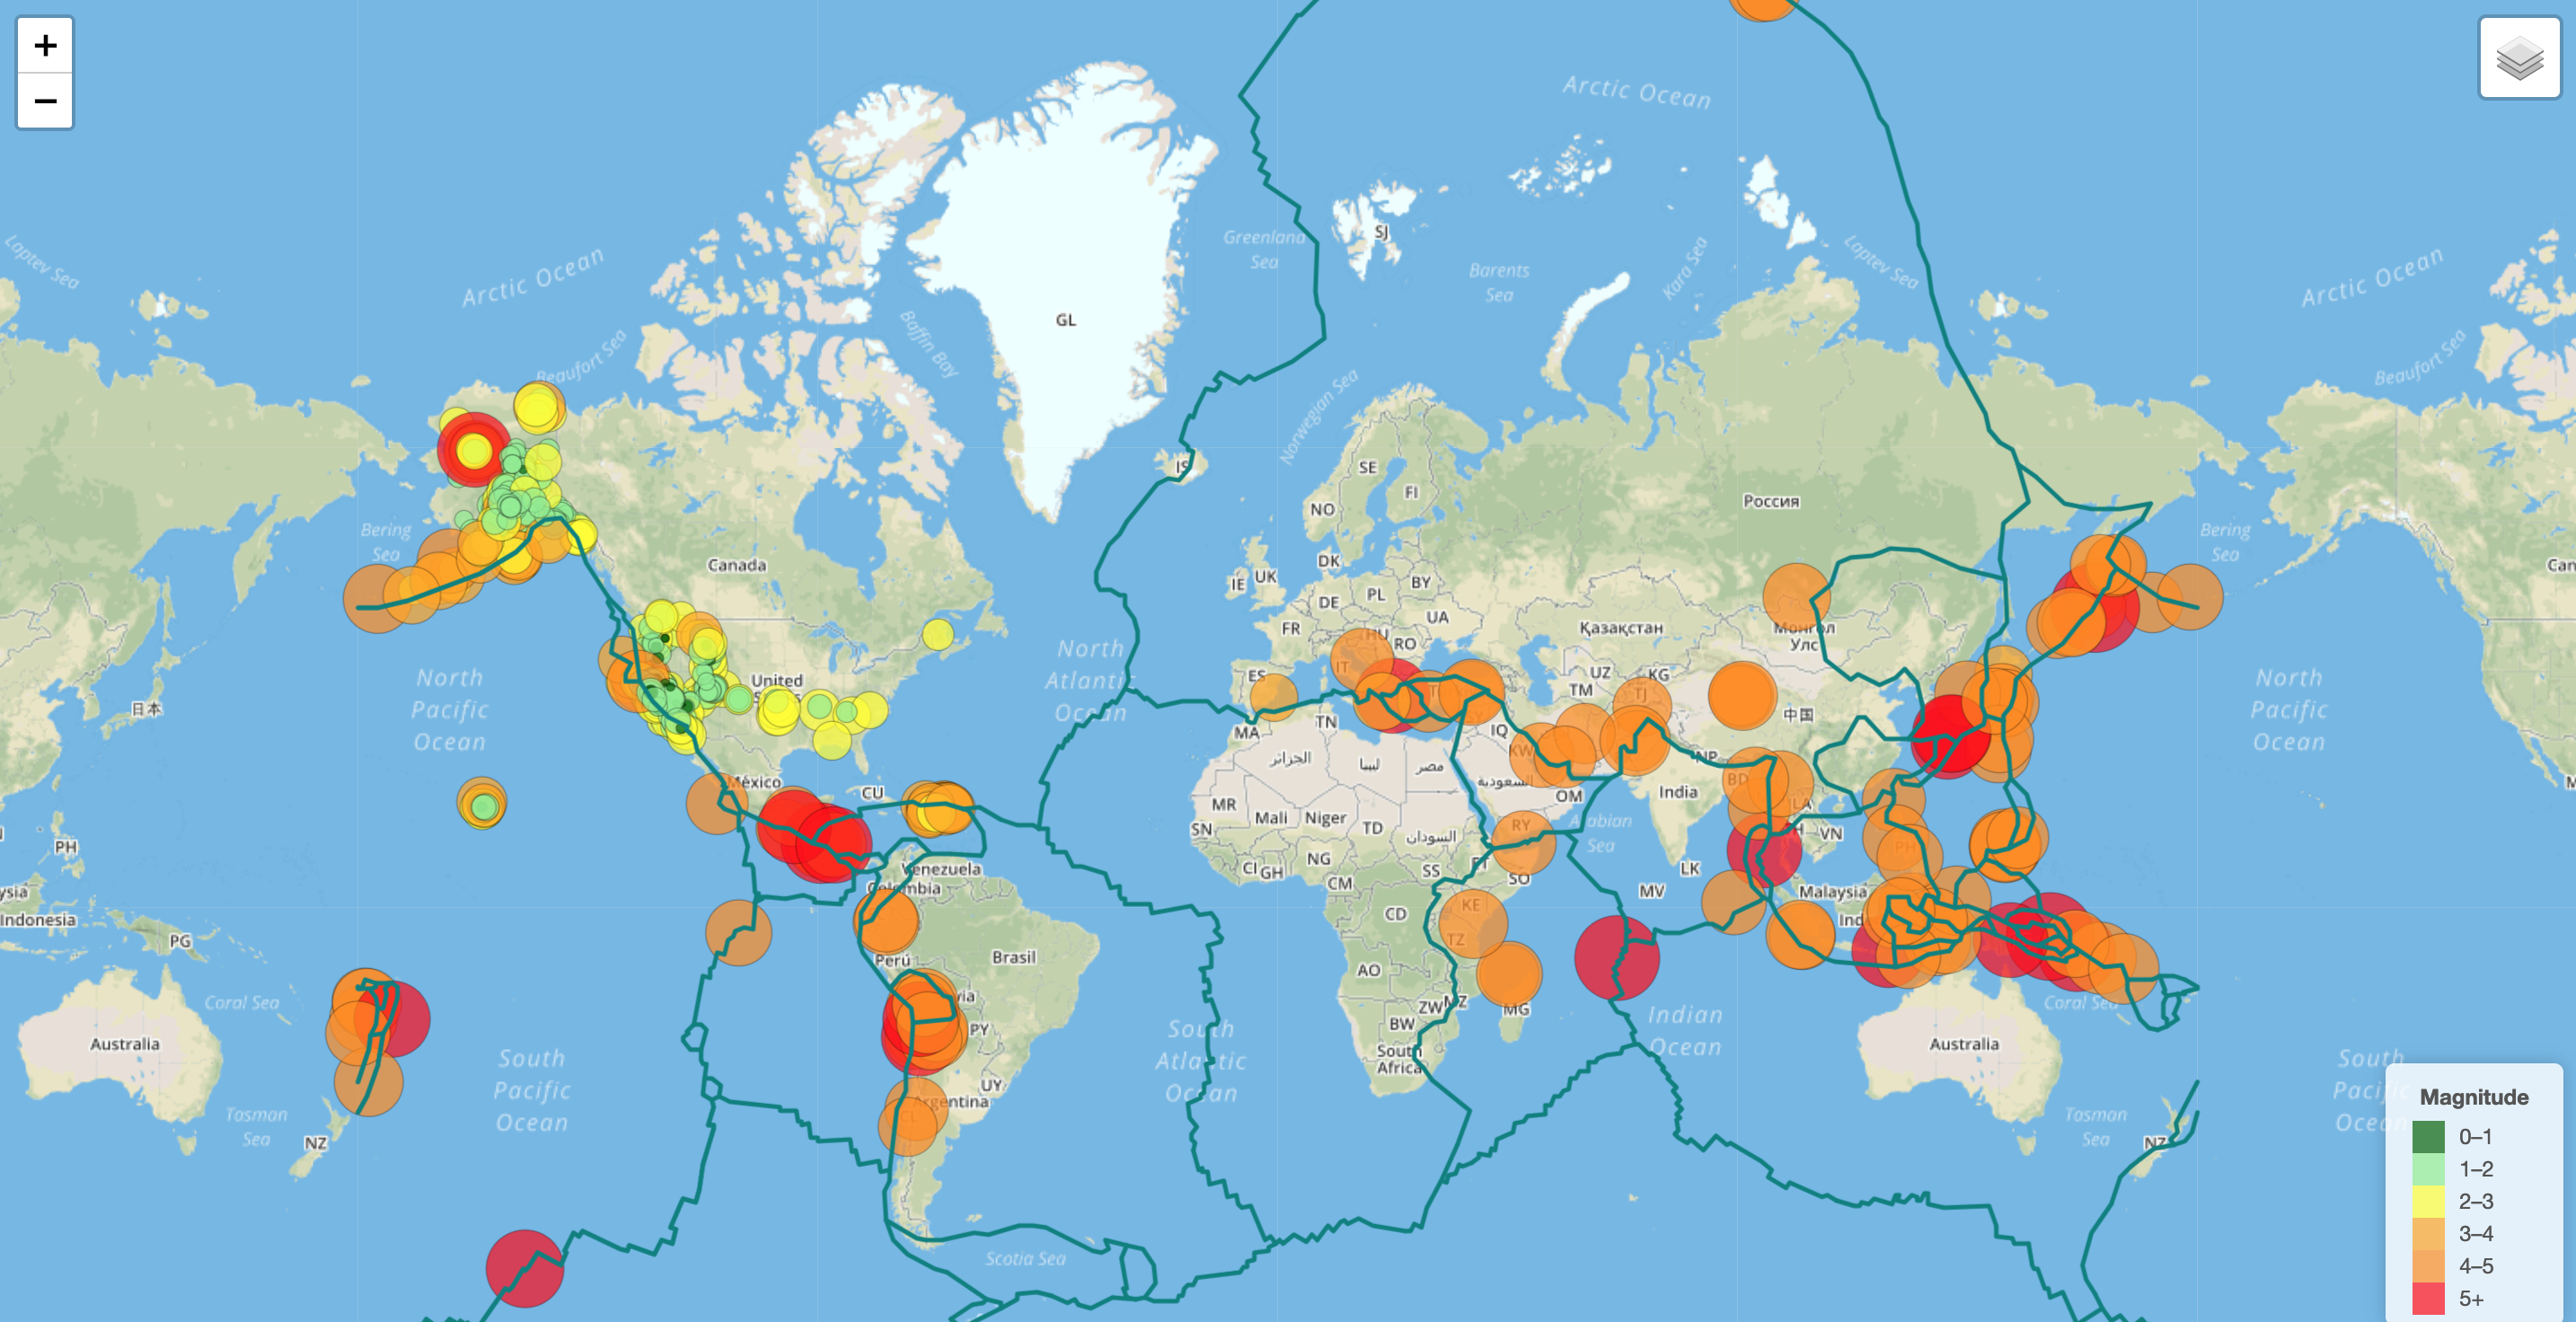 +
−
Arctic Ocean
Laptev Sea
Arctic Ocean
Greenland
Sea
SJ
Barents
Sea
Kara Sea
Laptev Sea
Arctic Ocean
GL
Baffin Bay
Beaufort Sea
Beaufort Sea
Norwegian Sea
IS
SE
FI
NO
Россия
Bering
Sea
Bering
Sea
Canada
DK
IE
UK
BY
PL
DE
UA
FR
HU
RO
Қазақстан
Монгол
Улс
North
Pacific
Ocean
United
North
Atlantic
Ocean
IT
ES
UZ
KG
TM
TJ
中国
日本
North
Pacific
Ocean
MA
TN
IQ
KW
NP
الجزائر
ليبيا
مصر
السعودية
México
CU
BD
India
OM
LA
MR
Mali
Niger
TD
السودان
RY
Arabian
Sea
SN
PH
VN
PH
CI
GH
NG
SS
ET
CM
SO
LK
MV
Malaysia
Venezuela
Colombia
Indonesia
PG
CD
KE
TZ
Perú
Brasil
AO
ZW
MZ
MG
BW
PY
Coral Sea
Coral Sea
Australia
Australia
South
Pacific
Ocean
South
Atlantic
Ocean
Indian
Ocean
South
Africa
UY
Argentina
CL
Tasman
Sea
NZ
Tasman
Sea
NZ
South
Scotia Sea
Magnitude
0–1
1–2
2–3
3–4
4–5
5+